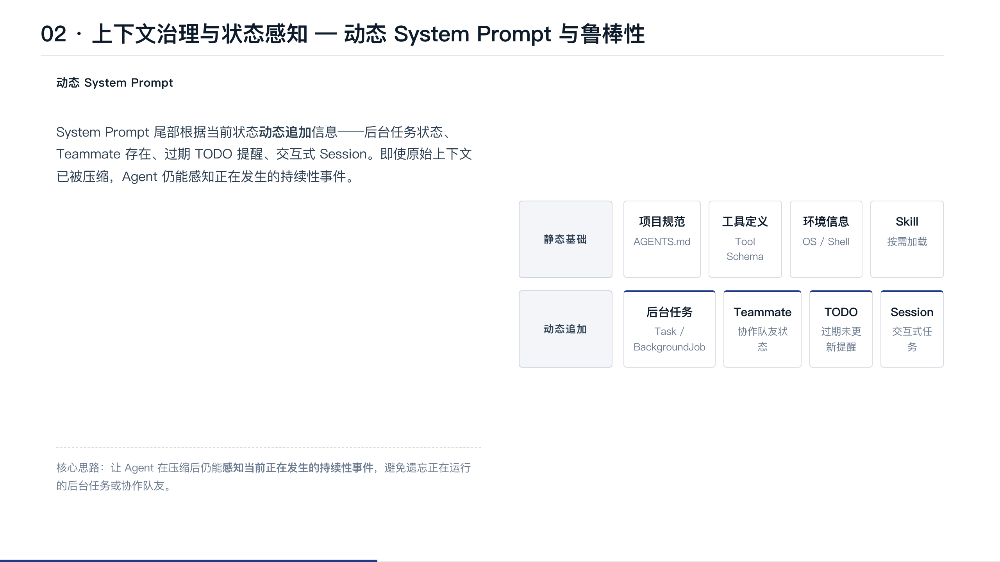 02 · 上下文治理与状态感知 — 动态 System Prompt 与鲁棒性
动态 System Prompt
System Prompt 尾部根据当前状态动态追加信息——后台任务状态、
Teammate 存在、过期 TODO 提醒、交互式 Session。即使原始上下文
已被压缩，Agent 仍能感知正在发生的持续性事件。
静态基础
项目规范
AGENTS.md
工具定义
Tool
Schema
环境信息
OS / Shell
Skill
按需加载
动态追加
后台任务
Task /
BackgroundJob
Teammate
协作队友状
态
TODO
过期未更
新提醒
Session
交互式任
务
核心思路：让 Agent 在压缩后仍能感知当前正在发生的持续性事件，避免遗忘正在运行
的后台任务或协作队友。